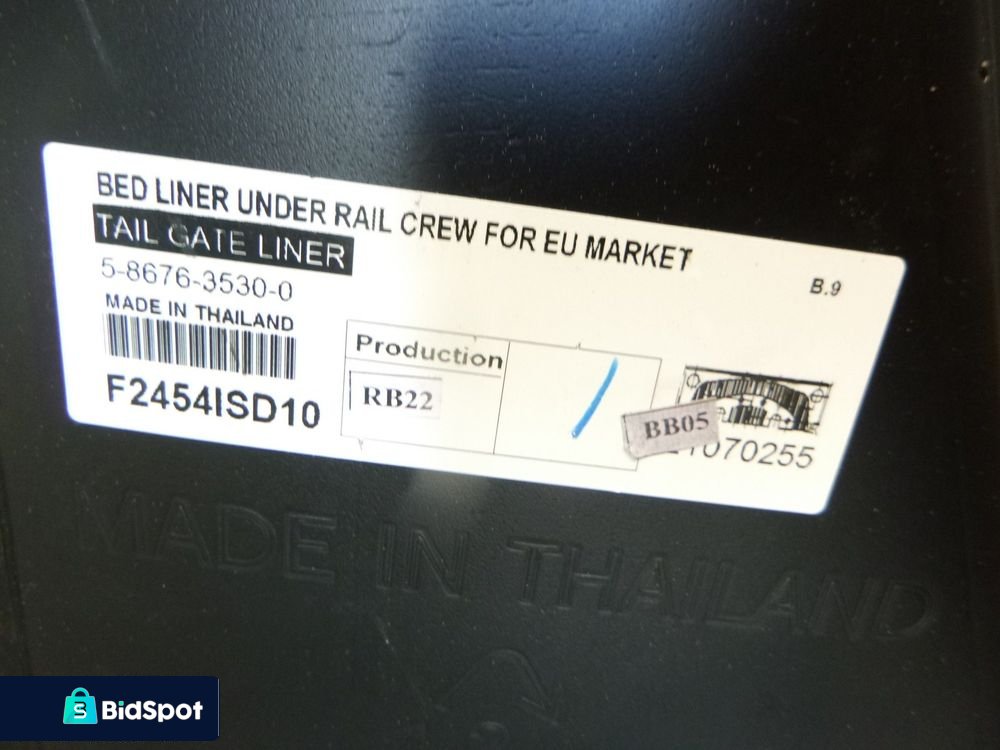 BED LINER UNDER RAIL CREW FOR EU MARKET
TAIL GATE LINER
5-8676-3530-0
B.9
MADE IN THAILAND
F2454ISD10
Production
RB22
BB05
1070255
MADE IN THAILAND
BidSpot